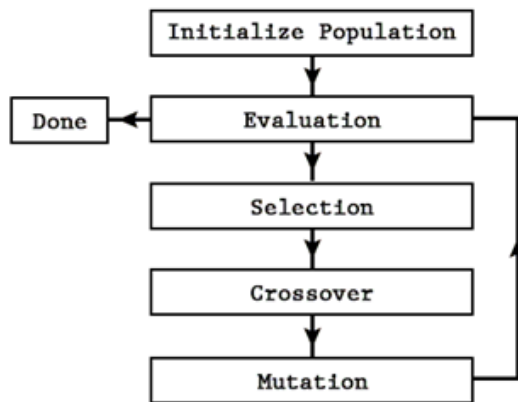 Initialize Population
Done
Evaluation
Selection
Crossover
Mutation